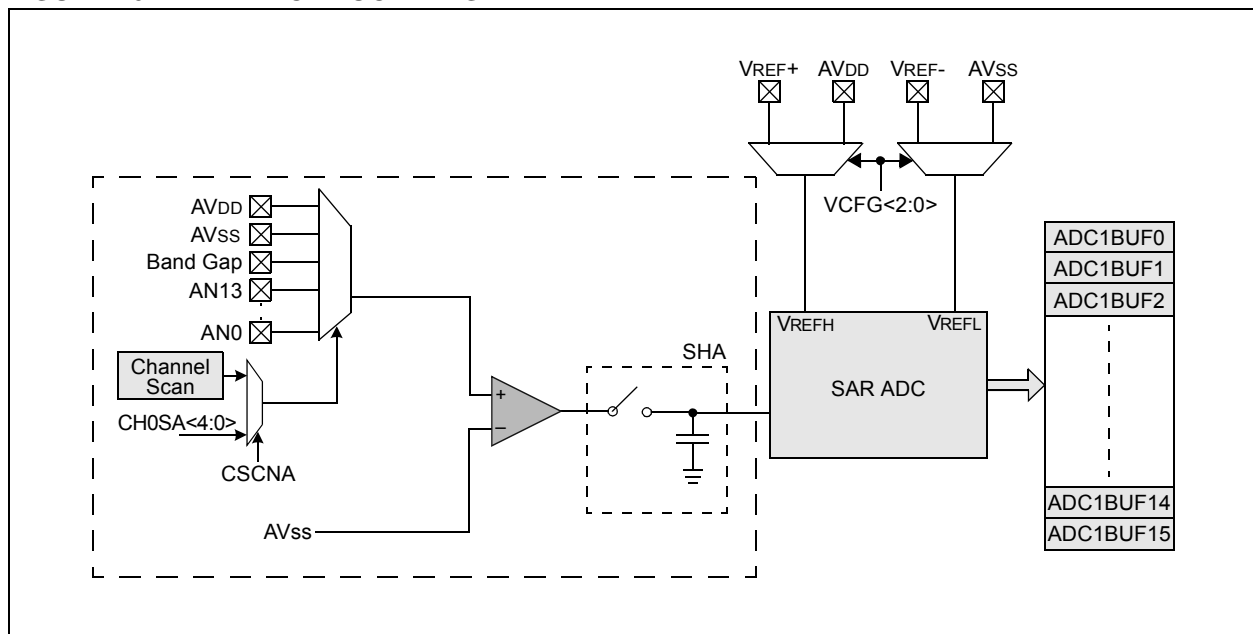 VREF+ AVDD VREF- AVSS
VCFG<2:0>
AVDD
AVSS
Band Gap
AN13
AN0
Channel
Scan
CH0SA<4:0>
CSCNA
+
–
AVss
SHA
VREFH VREFL
SAR ADC
ADC1BUF0
ADC1BUF1
ADC1BUF2
ADC1BUF14
ADC1BUF15